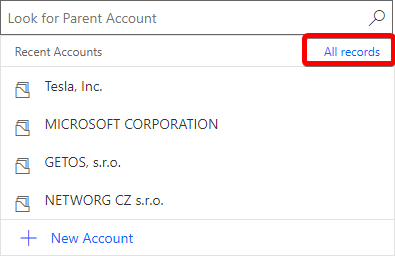 Look for Parent Account
Recent Accounts All records
Tesla, Inc.
MICROSOFT CORPORATION
GETOS, s.r.o.
NETWORG CZ s.r.o.
New Account